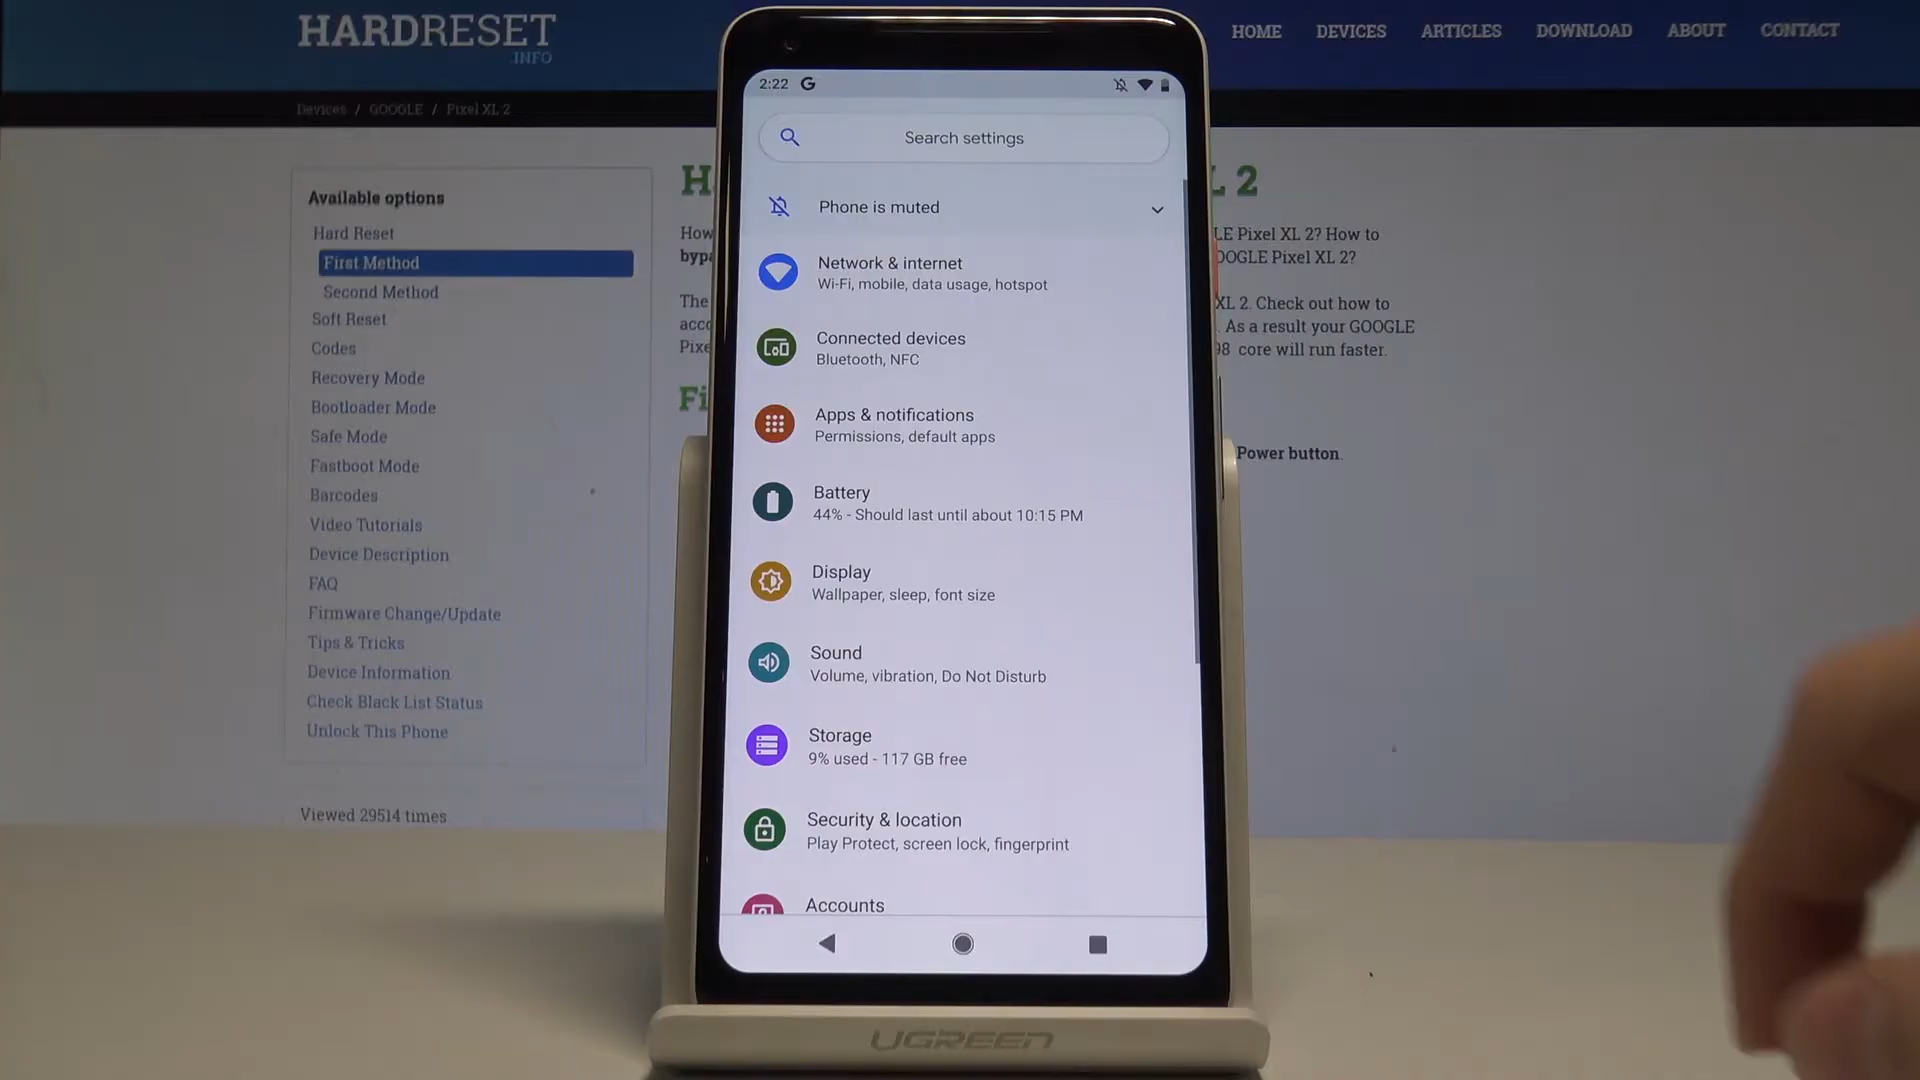 HARDRESET
.INFO
HOME DEVICES ARTICLES DOWNLOAD ABOUT CONTACT
Devices / GOOGLE / Pixel XL 2
Available options
Hard Reset
First Method
Second Method
Soft Reset
Codes
Recovery Mode
Bootloader Mode
Safe Mode
Fastboot Mode
Barcodes
Video Tutorials
Device Description
FAQ
Firmware Change/Update
Tips & Tricks
Device Information
Check Black List Status
Unlock This Phone
Viewed 29514 times
2:22 G
Search settings
Phone is muted
Network & internet
Wi-Fi, mobile, data usage, hotspot
Connected devices
Bluetooth, NFC
Apps & notifications
Permissions, default apps
Battery
44% - Should last until about 10:15 PM
Display
Wallpaper, sleep, font size
Sound
Volume, vibration, Do Not Disturb
Storage
9% used - 117 GB free
Security & location
Play Protect, screen lock, fingerprint
Accounts
L 2
How
LE Pixel XL 2? How to
OOGLE Pixel XL 2?
The
XL 2. Check out how to
. As a result your GOOGLE
core will run faster.
Power button.
UGREEN